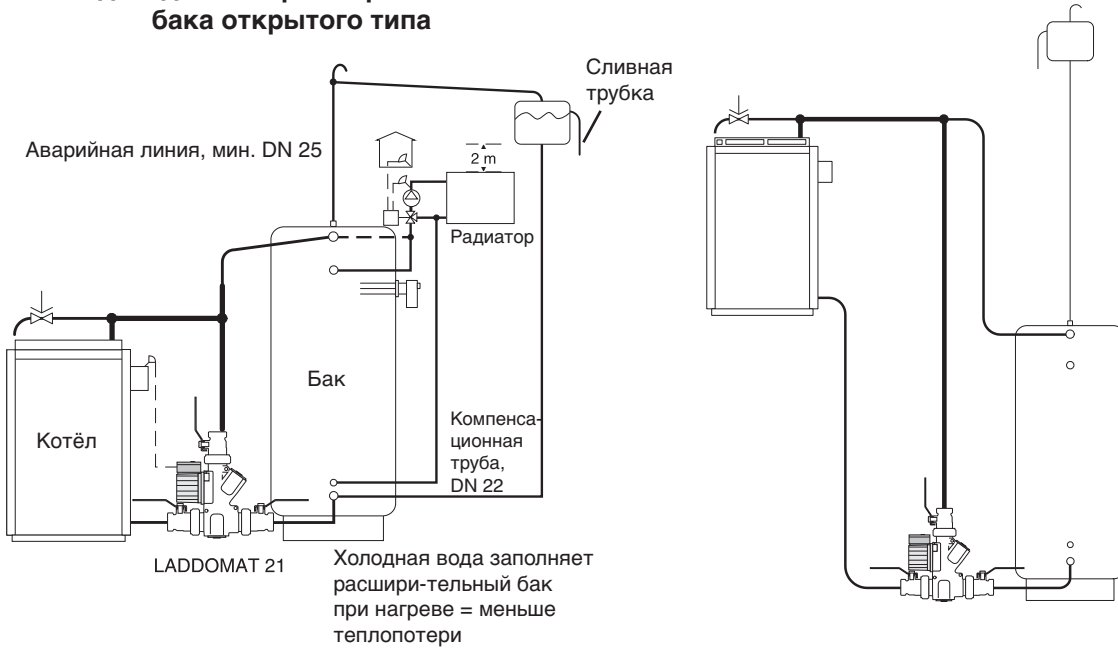 бака открытого типа
Сливная
трубка
Аварийная линия, мин. DN 25
2 m
Радиатор
Бак
Котёл
Компенса-
ционная
труба,
DN 22
LADDOMAT 21
Холодная вода заполняет
расшири-тельный бак
при нагреве = меньше
теплопотери